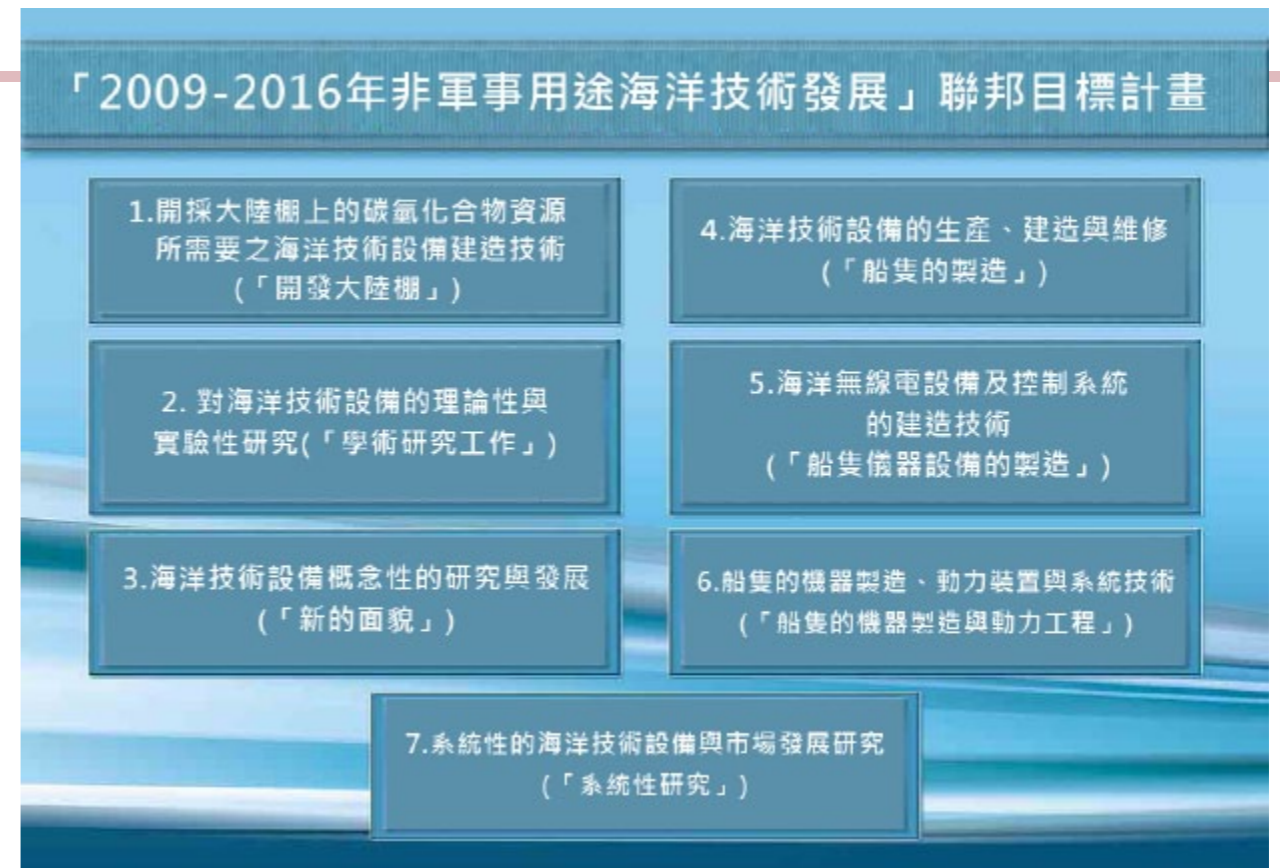 「2009-2016年非軍事用途海洋技術發展」聯邦目標計畫
1.開採大陸棚上的碳氫化合物資源
所需要之海洋技術設備建造技術
(「開發大陸棚」)
2. 對海洋技術設備的理論性與
實驗性研究(「學術研究工作」)
3.海洋技術設備概念性的研究與發展
(「新的面貌」)
4.海洋技術設備的生產、建造與維修
(「船隻的製造」)
5.海洋無線電設備及控制系統
的建造技術
(「船隻儀器設備的製造」)
6.船隻的機器製造、動力裝置與系統技術
(「船隻的機器製造與動力工程」)
7.系統性的海洋技術設備與市場發展研究
(「系統性研究」)